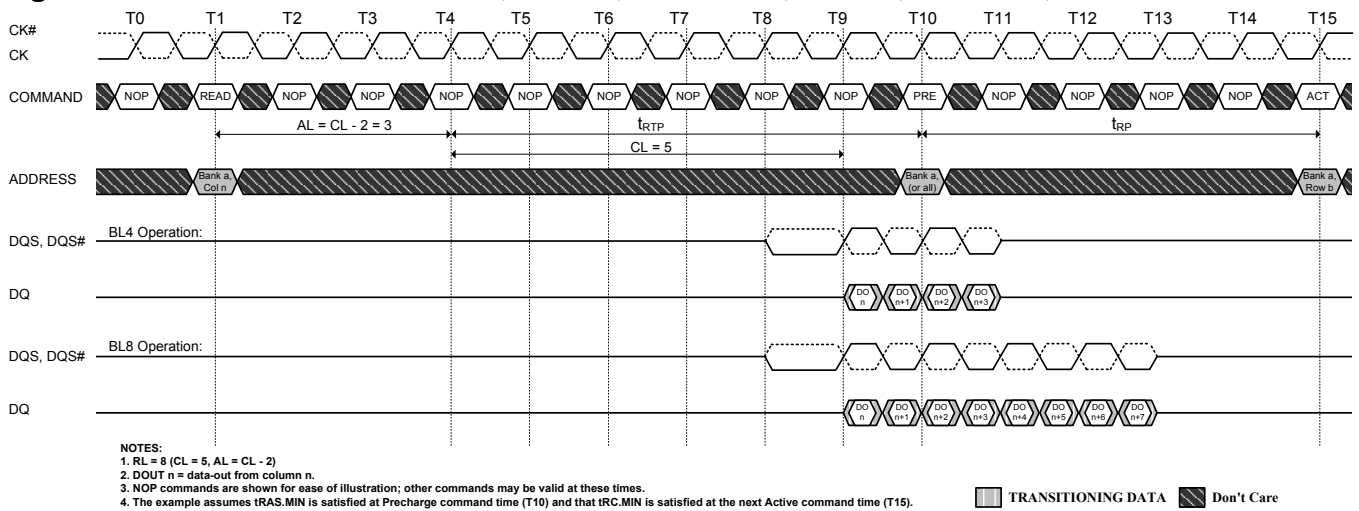 T0 T1 T2 T3 T4 T5 T6 T7 T8 T9 T10 T11 T12 T13 T14 T15
CK#
CK
COMMAND NOP READ NOP NOP NOP NOP NOP NOP NOP NOP PRE NOP NOP NOP NOP ACT
AL = CL - 2 = 3 tRTP tRP
CL = 5
ADDRESS Bank a, Col n Bank a, (or all) Bank a, Row b
BL4 Operation:
DQS, DQS#
DQ DO n DO n+1 DO n+2 DO n+3
BL8 Operation:
DQS, DQS#
DQ DO n DO n+1 DO n+2 DO n+3 DO n+4 DO n+5 DO n+6 DO n+7
NOTES:
1. RL = 8 (CL = 5, AL = CL - 2)
2. DOUT n = data-out from column n.
3. NOP commands are shown for ease of illustration; other commands may be valid at these times.
4. The example assumes tRAS.MIN is satisfied at Precharge command time (T10) and that tRC.MIN is satisfied at the next Active command time (T15).
TRANSITIONING DATA Don't Care